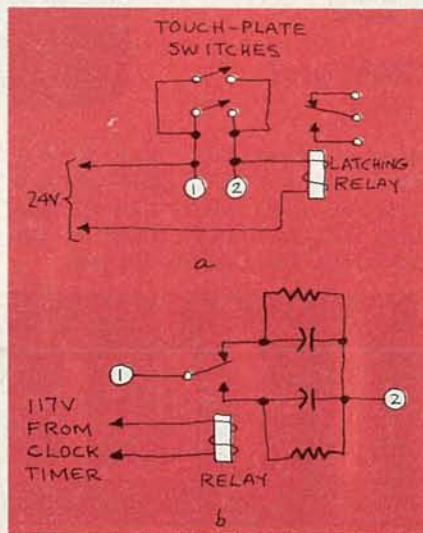 TOUCH-PLATE
SWITCHES
24V
1
2
LATCHING
RELAY
a
1
2
117V
FROM
CLOCK
TIMER
RELAY
b